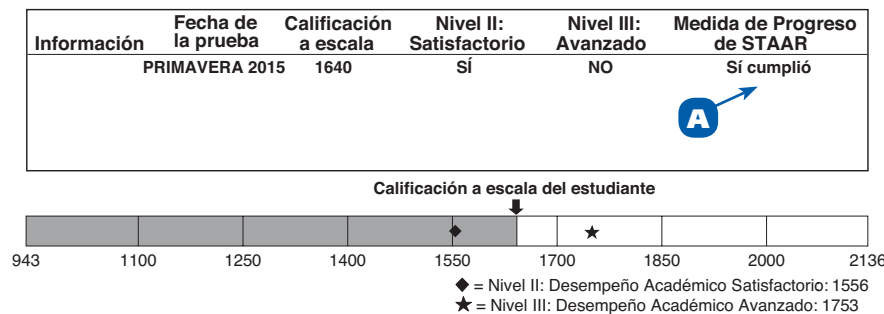 Información Fecha de la prueba Calificación a escala Nivel II: Satisfactorio Nivel III: Avanzado Medida de Progreso de STAAR
PRIMAVERA 2015 1640 SÍ NO Sí cumplió
A
Calificación a escala del estudiante
943 1100 1250 1400 1550 1700 1850 2000 2136
◆ = Nivel II: Desempeño Académico Satisfactorio: 1556
★ = Nivel III: Desempeño Académico Avanzado: 1753